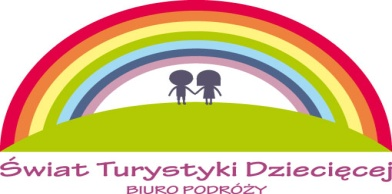 Świat Turystyki Dziecięcej
BIURO PODRÓŻY